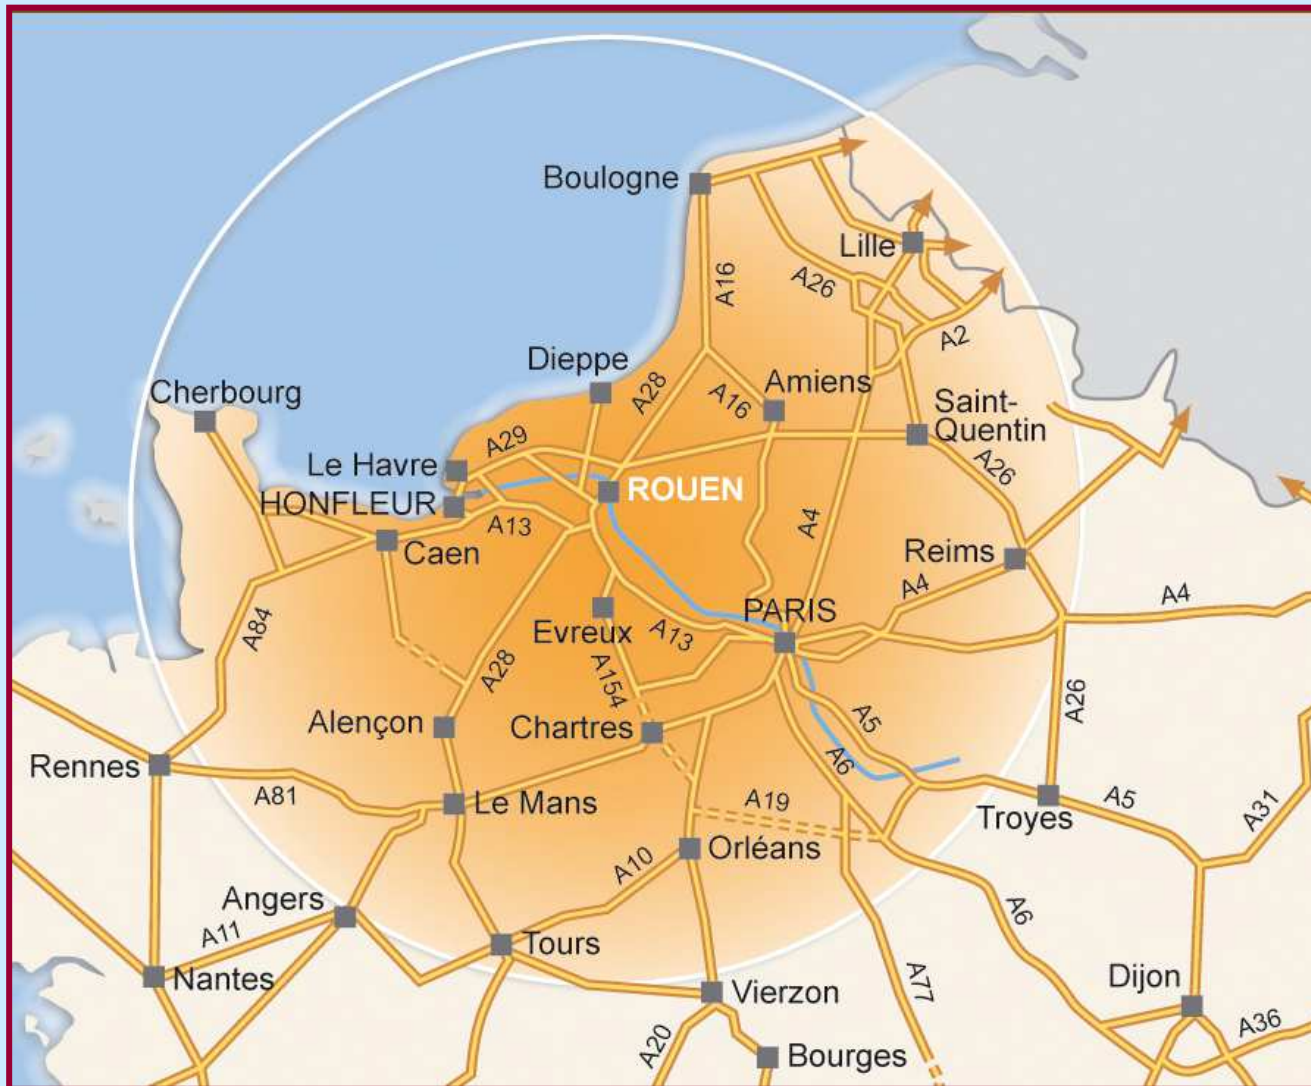 Boulogne
Lille
A16
A26
A2
Dieppe
Cherbourg
A28
A16
Amiens
Saint-
Quentin
A29
Le Havre
HONFLEUR
ROUEN
A26
A13
A4
Caen
Reims
A4
A4
PARIS
Evreux
A13
A84
A28
A154
A26
Alençon
Chartres
A5
A6
Rennes
A81
Le Mans
A19
Troyes
A5
A31
Orléans
A10
Angers
A11
A6
Tours
Nantes
A77
Dijon
Vierzon
A20
A36
Bourges